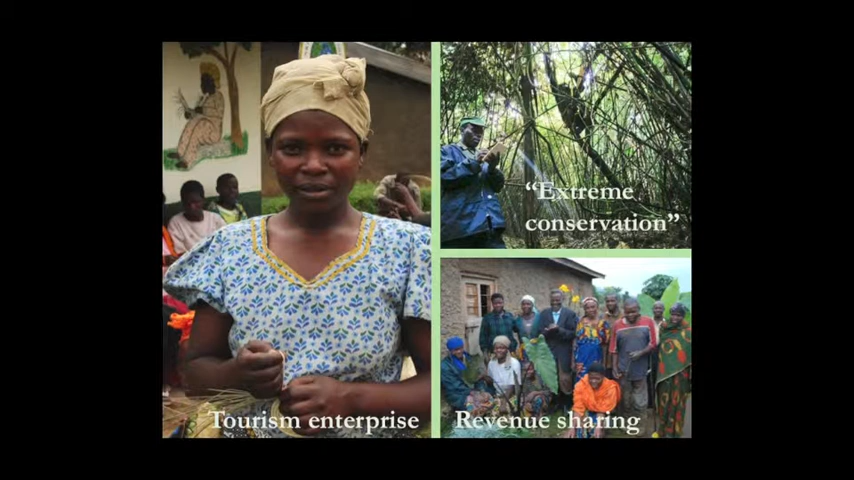 "Extreme
conservation"
Tourism enterprise
Revenue sharing